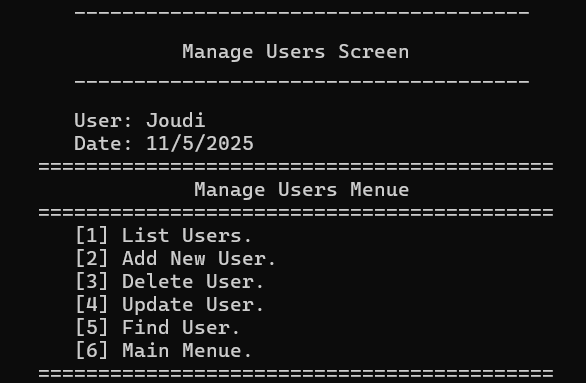 --------------------------------------
Manage Users Screen
--------------------------------------
User: Joudi
Date: 11/5/2025
===========================================
Manage Users Menue
===========================================
[1] List Users.
[2] Add New User.
[3] Delete User.
[4] Update User.
[5] Find User.
[6] Main Menue.
===========================================